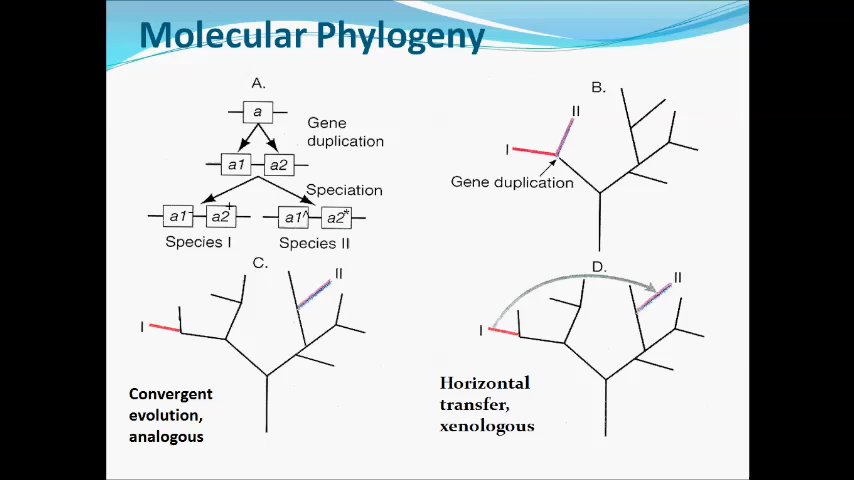 Molecular Phylogeny
A.
a
Gene
duplication
a1 a2
Speciation
a1- a2+ a1^ a2*
Species I Species II
B.
II
I
Gene duplication
C.
II
I
Convergent
evolution,
analogous
D.
II
I
Horizontal
transfer,
xenologous